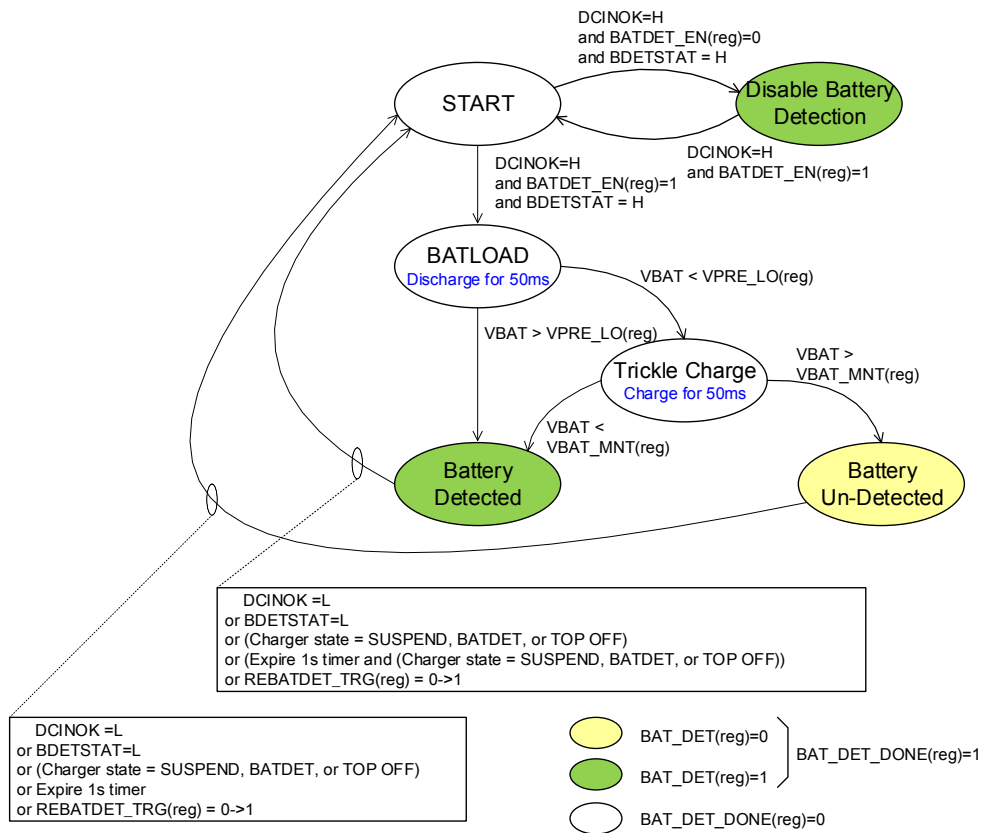 DCINOK=H
and BATDET_EN(reg)=0
and BDETSTAT = H
START
Disable Battery
Detection
DCINOK=H
and BATDET_EN(reg)=1
DCINOK=H
and BATDET_EN(reg)=1
and BDETSTAT = H
BATLOAD
Discharge for 50ms
VBAT < VPRE_LO(reg)
VBAT > VPRE_LO(reg)
Trickle Charge
Charge for 50ms
VBAT >
VBAT_MNT(reg)
VBAT <
VBAT_MNT(reg)
Battery
Detected
Battery
Un-Detected
DCINOK =L
or BDETSTAT=L
or (Charger state = SUSPEND, BATDET, or TOP OFF)
or (Expire 1s timer and (Charger state = SUSPEND, BATDET, or TOP OFF))
or REBATDET_TRG(reg) = 0->1
DCINOK =L
or BDETSTAT=L
or (Charger state = SUSPEND, BATDET, or TOP OFF)
or Expire 1s timer
or REBATDET_TRG(reg) = 0->1
BAT_DET(reg)=0
BAT_DET(reg)=1
BAT_DET_DONE(reg)=1
BAT_DET_DONE(reg)=0